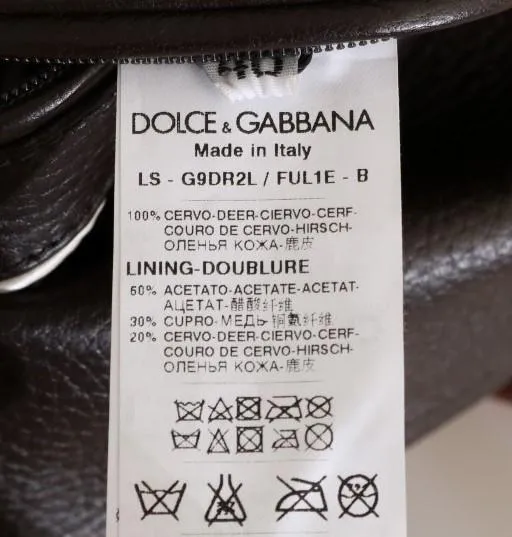 DOLCE & GABBANA
Made in Italy
LS - G9DR2L / FUL1E - B
100% CERVO-DEER-CIERVO-CERF-
COURO DE CERVO-HIRSCH-
ОЛЕНЬЯ КОЖА-鹿皮
LINING-DOUBLURE
50% ACETATO-ACETATE-ACETAT-
АЦЕТАТ-醋酸纤维
30% CUPRO-МЕДЬ-铜氨纤维
20% CERVO-DEER-CIERVO-CERF-
COURO DE CERVO-HIRSCH-
ОЛЕНЬЯ КОЖА-鹿皮